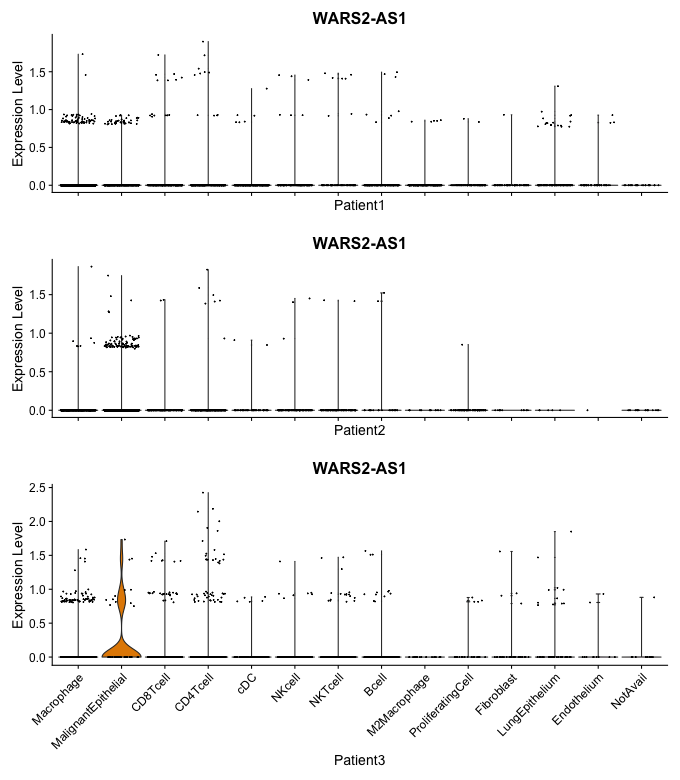 WARS2-AS1
Expression Level
1.5
1.0
0.5
0.0
Patient1
WARS2-AS1
Expression Level
1.5
1.0
0.5
0.0
Patient2
WARS2-AS1
Expression Level
2.5
2.0
1.5
1.0
0.5
0.0
Macrophage
MalignantEpithelial
CD8Tcell
CD4Tcell
cDC
NKcell
NKTcell
Bcell
M2Macrophage
ProliferatingCell
Fibroblast
LungEpithelium
Endothelium
NotAvail
Patient3